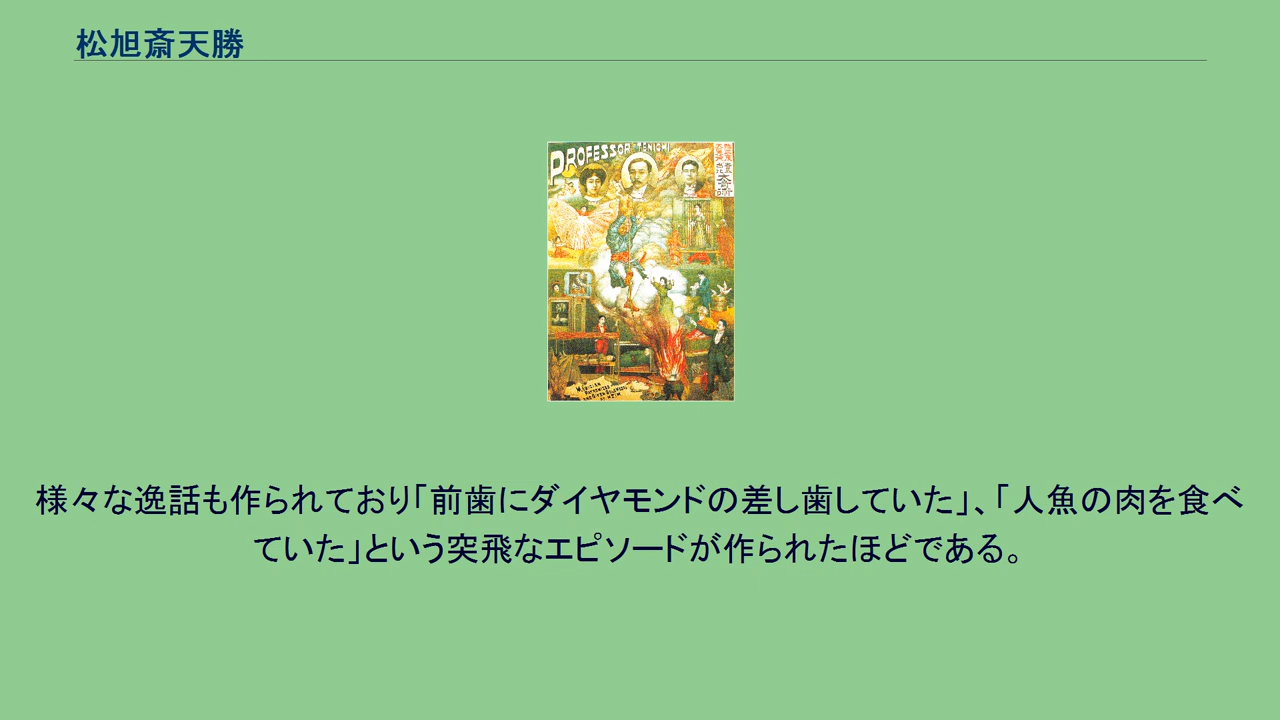 松旭斎天勝
PROFESSOR TENICHI
様々な逸話も作られており「前歯にダイヤモンドの差し歯していた」、「人魚の肉を食べ
ていた」という突飛なエピソードが作られたほどである。